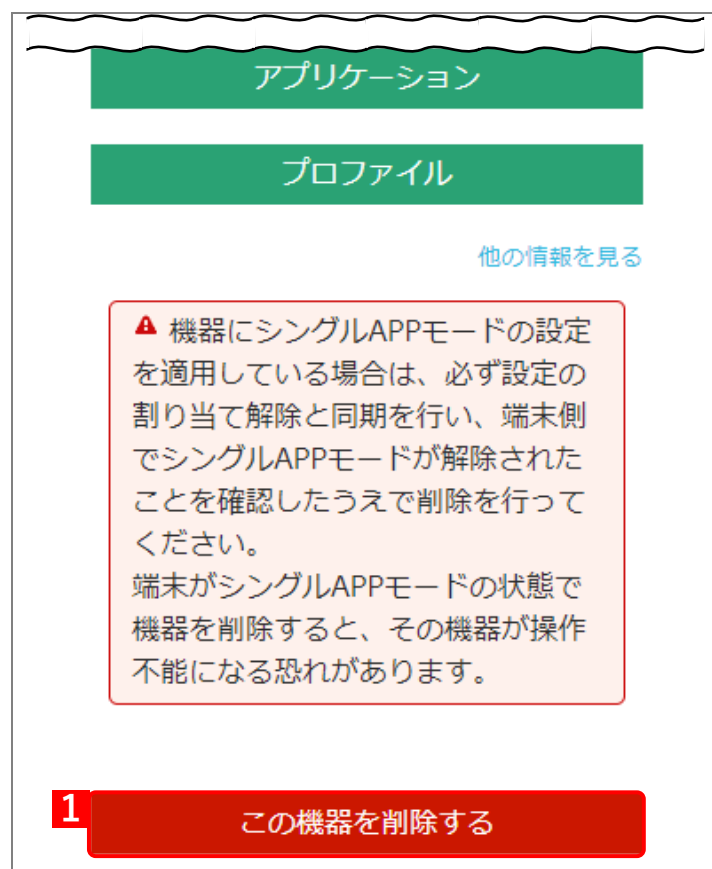 アプリケーション
プロファイル
他の情報を見る
機器にシングルAPPモードの設定
を適用している場合は、必ず設定の
割り当て解除と同期を行い、端末側
でシングルAPPモードが解除された
ことを確認したうえで削除を行って
ください。
端末がシングルAPPモードの状態で
機器を削除すると、その機器が操作
不能になる恐れがあります。
1
この機器を削除する